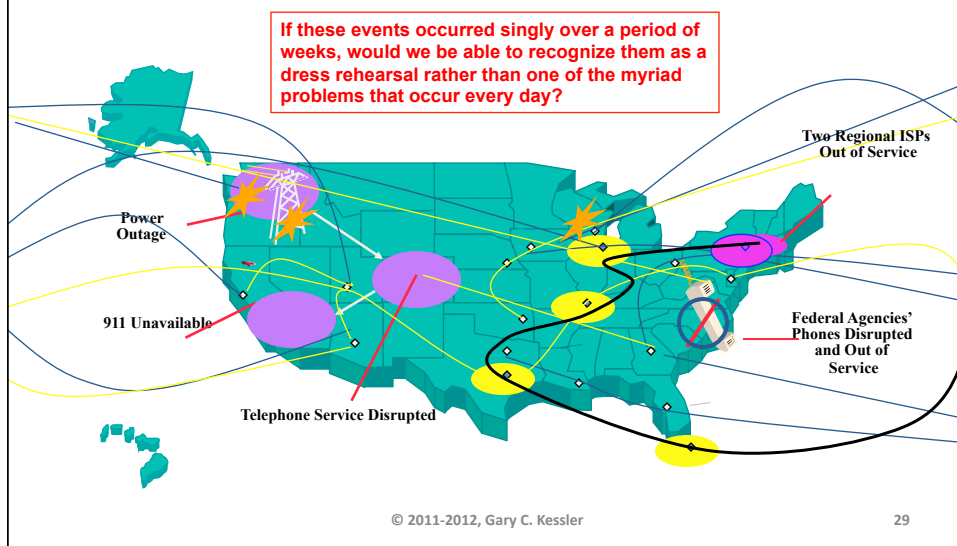 If these events occurred singly over a period of
weeks, would we be able to recognize them as a
dress rehearsal rather than one of the myriad
problems that occur every day?
Two Regional ISPs
Out of Service
Power
Outage
911 Unavailable
Federal Agencies’
Phones Disrupted
and Out of
Service
Telephone Service Disrupted
© 2011-2012, Gary C. Kessler
29